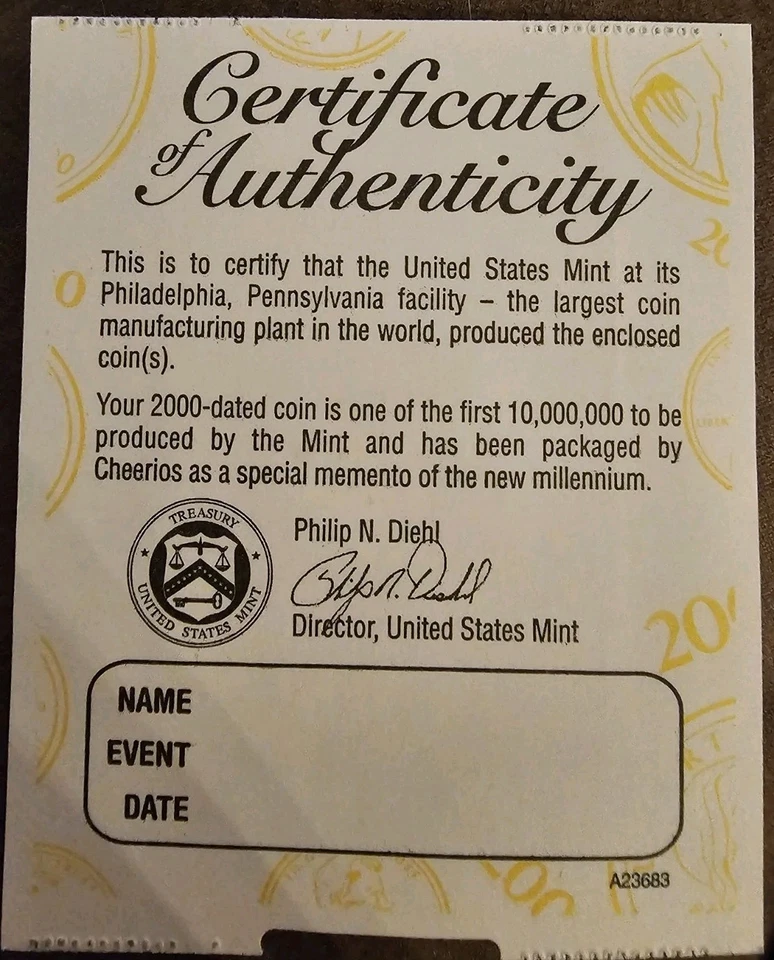 Certificate
of Authenticity
This is to certify that the United States Mint at its
Philadelphia, Pennsylvania facility – the largest coin
manufacturing plant in the world, produced the enclosed
coin(s).
Your 2000-dated coin is one of the first 10,000,000 to be
produced by the Mint and has been packaged by
Cheerios as a special memento of the new millennium.
TREASURY
UNITED STATES MINT
Philip N. Diehl
Philip N. Diehl
Director, United States Mint
NAME
EVENT
DATE
A23683